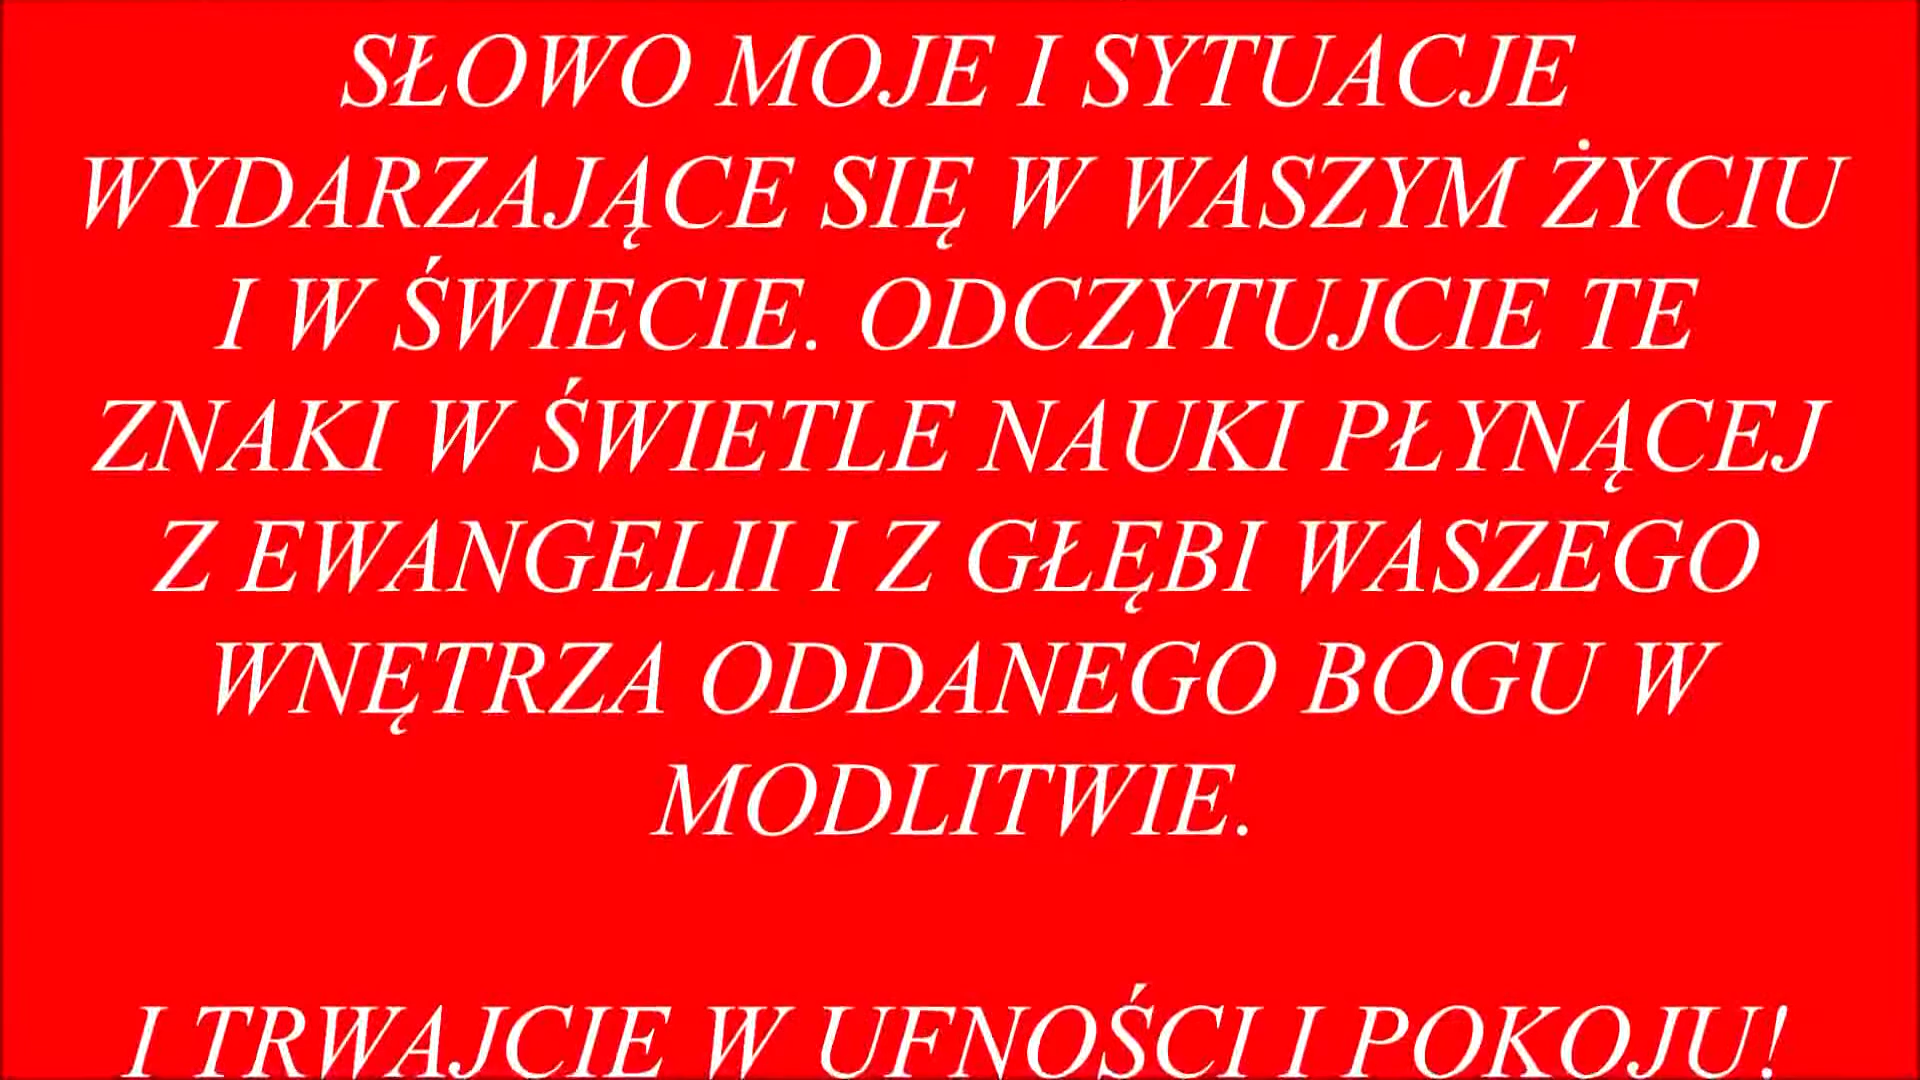 SŁOWO MOJE I SYTUACJE
WYDARZAJĄCE SIĘ W WASZYM ŻYCIU
I W ŚWIECIE. ODCZYTUJCIE TE
ZNAKI W ŚWIETLE NAUKI PŁYNĄCEJ
Z EWANGELII I Z GŁĘBI WASZEGO
WNĘTRZA ODDANEGO BOGU W
MODLITWIE.
I TRWAJCIE W UFNOŚCI I POKOJU!